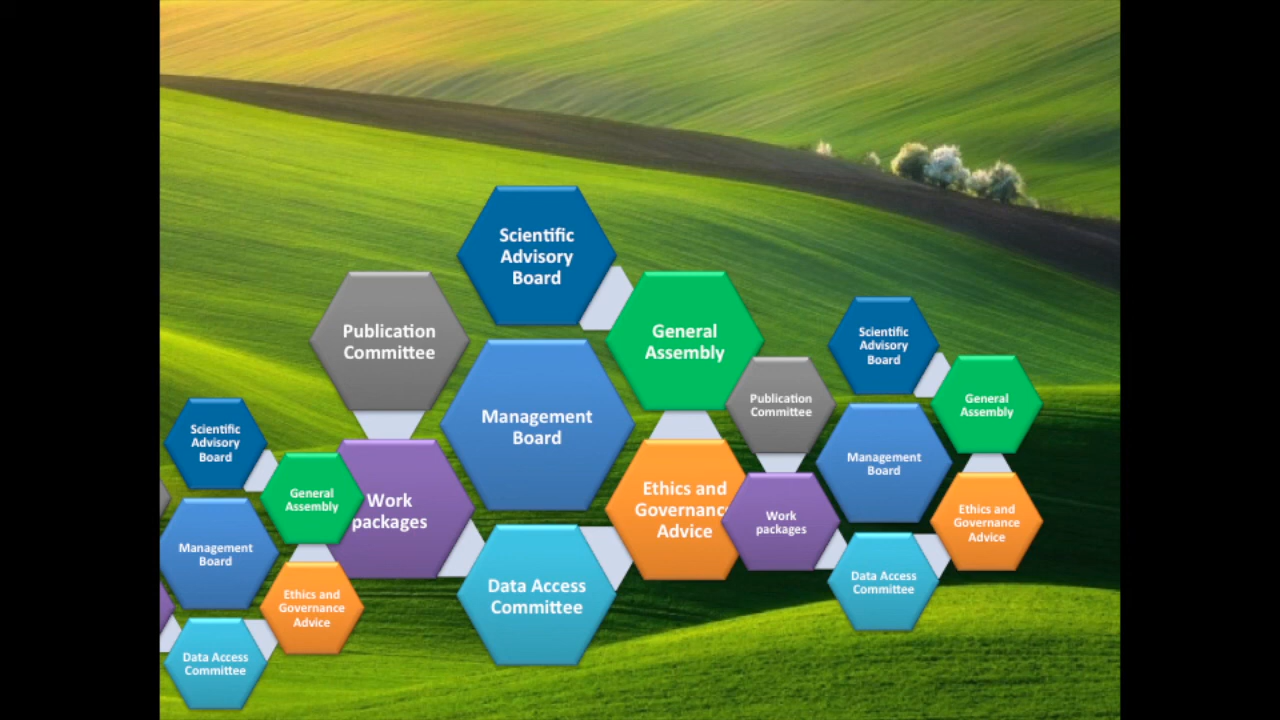 Scientific
Advisory
Board
Publication
Committee
General
Assembly
Management
Board
Work
packages
Ethics and
Governance
Advice
Data Access
Committee
Scientific
Advisory
Board
General
Assembly
Management
Board
Ethics and
Governance
Advice
Data Access
Committee
Scientific
Advisory
Board
Publication
Committee
General
Assembly
Management
Board
Work
packages
Ethics and
Governance
Advice
Data Access
Committee